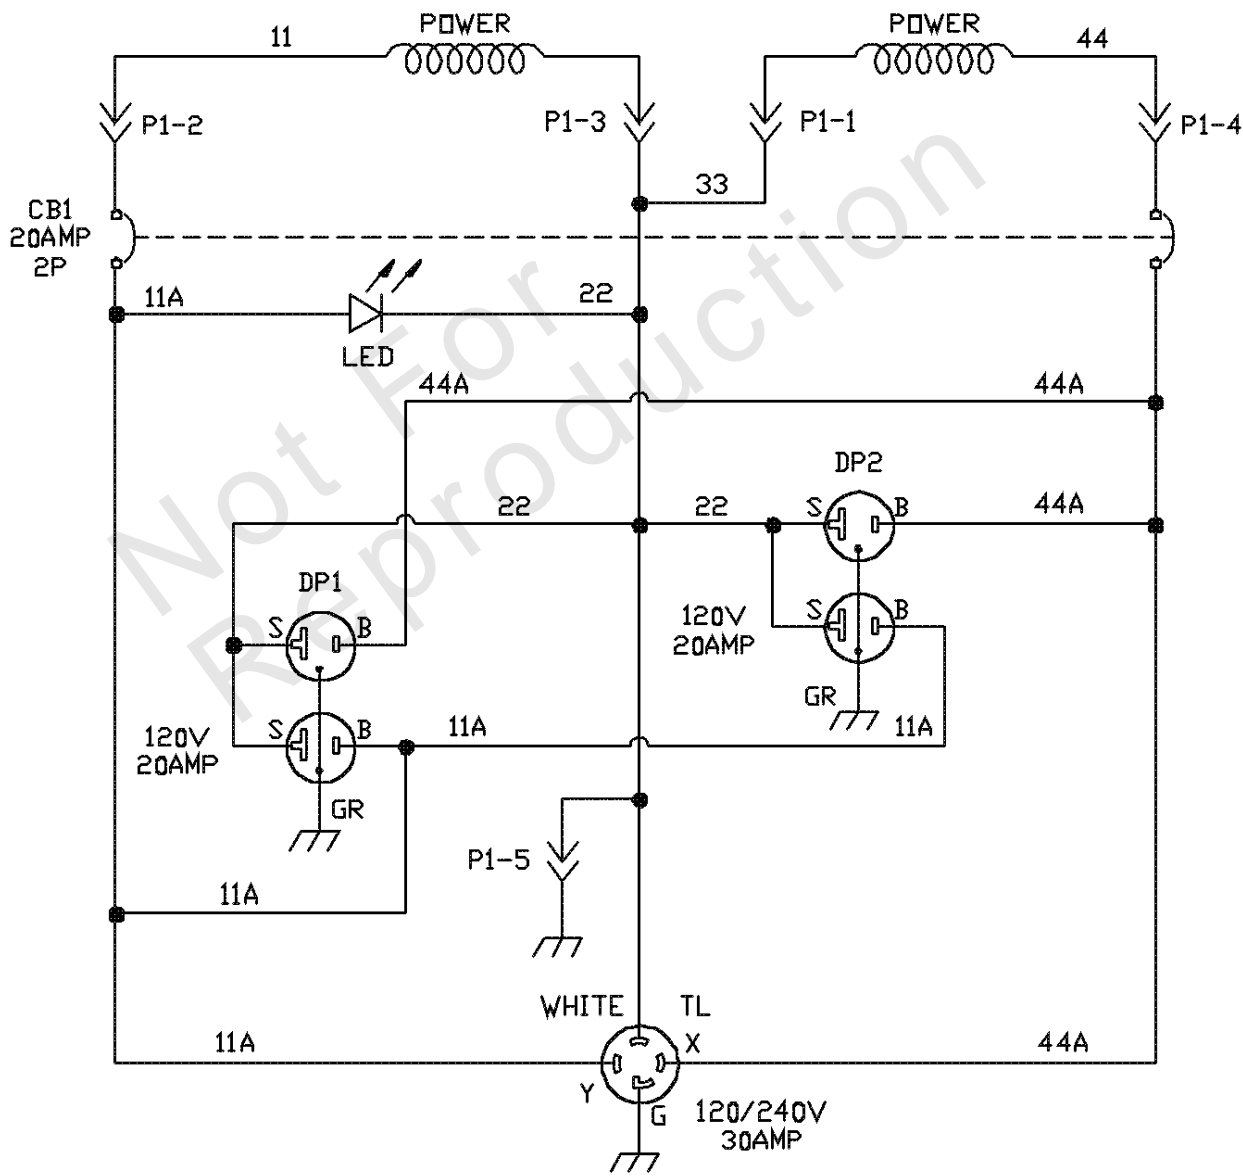 POWER
POWER
11
44
P1-2
P1-3
P1-1
P1-4
33
CB1
20AMP
2P
11A
22
LED
44A
44A
DP2
22
22
S
B
44A
DP1
S
B
120V
20AMP
S
B
GR
S
B
11A
11A
120V
20AMP
GR
P1-5
11A
WHITE
TL
11A
X
44A
Y
G
120/240V
30AMP
Not For
Reproduction